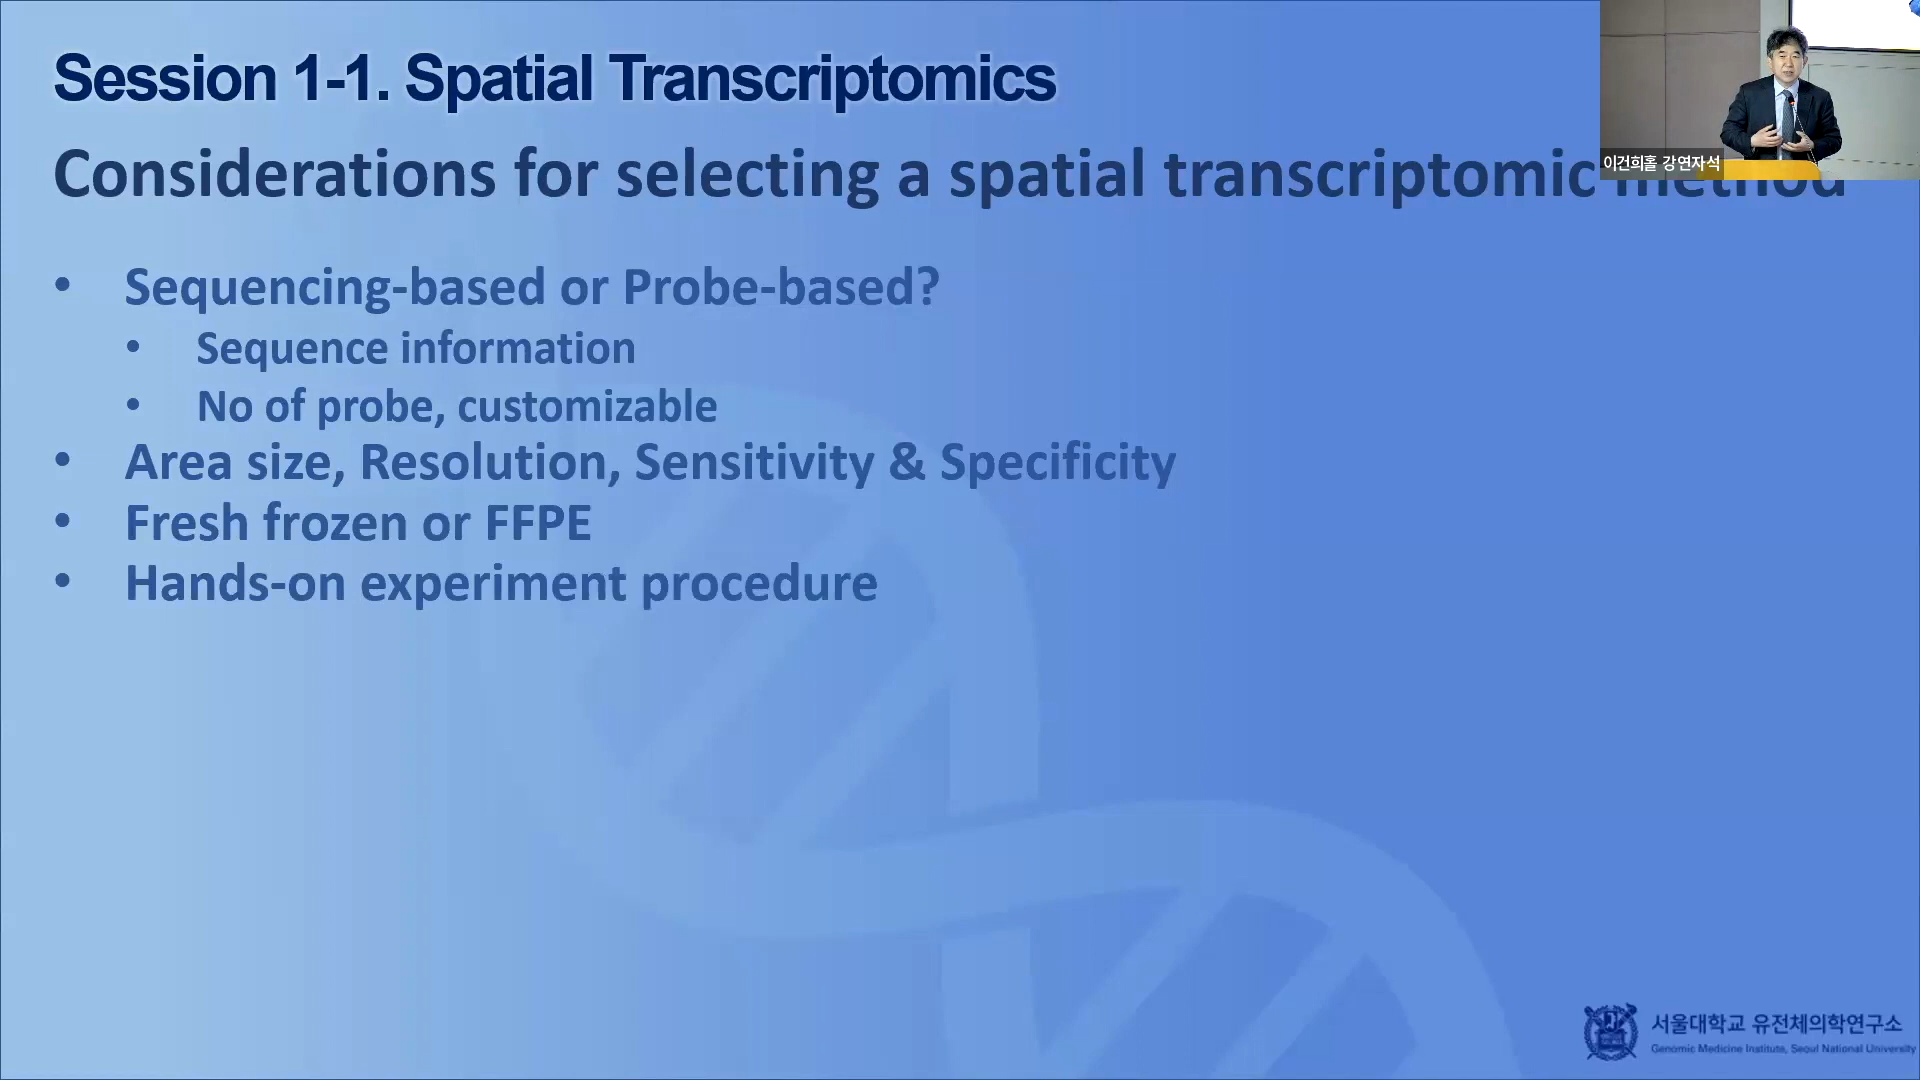 Session 1-1. Spatial Transcriptomics
Considerations for selecting a spatial transcriptomic method
• Sequencing-based or Probe-based?
• Sequence information
• No of probe, customizable
• Area size, Resolution, Sensitivity & Specificity
• Fresh frozen or FFPE
• Hands-on experiment procedure
이건희홀 강연자석
서울대학교 유전체의학연구소
Genomic Medicine Institute, Seoul National University